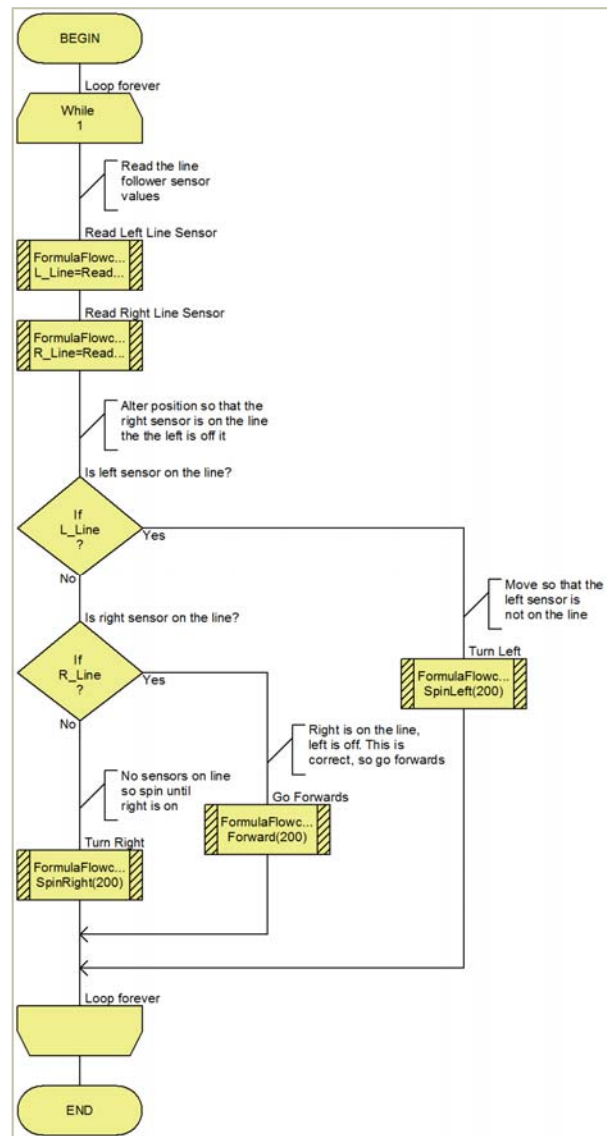 BEGIN
Loop forever
While
1
Read the line
follower sensor
values
Read Left Line Sensor
FormulaFlowc...
L_Line=Read...
Read Right Line Sensor
FormulaFlowc...
R_Line=Read...
Alter position so that the
right sensor is on the line
the the left is off it
Is left sensor on the line?
If
L_Line
?
Yes
No
Move so that the
left sensor is
not on the line
Turn Left
FormulaFlowc...
SpinLeft(200)
Is right sensor on the line?
If
R_Line
?
Yes
No
Right is on the line,
left is off. This is
correct, so go forwards
Go Forwards
FormulaFlowc...
Forward(200)
No sensors on line
so spin until
right is on
Turn Right
FormulaFlowc...
SpinRight(200)
Loop forever
END